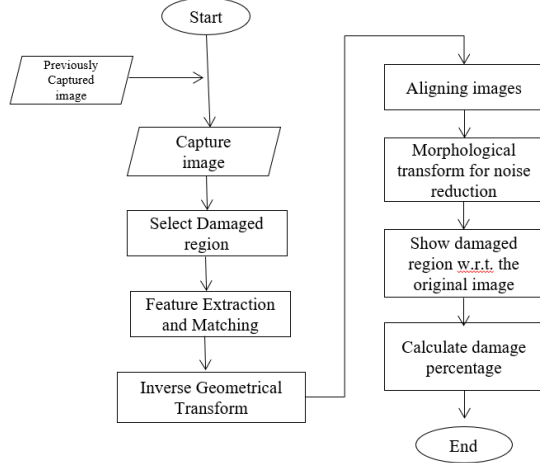 Start
Previously
Captured
image
Capture
image
Select Damaged
region
Feature Extraction
and Matching
Inverse Geometrical
Transform
Aligning images
Morphological
transform for noise
reduction
Show damaged
region w.r.t. the
original image
Calculate damage
percentage
End